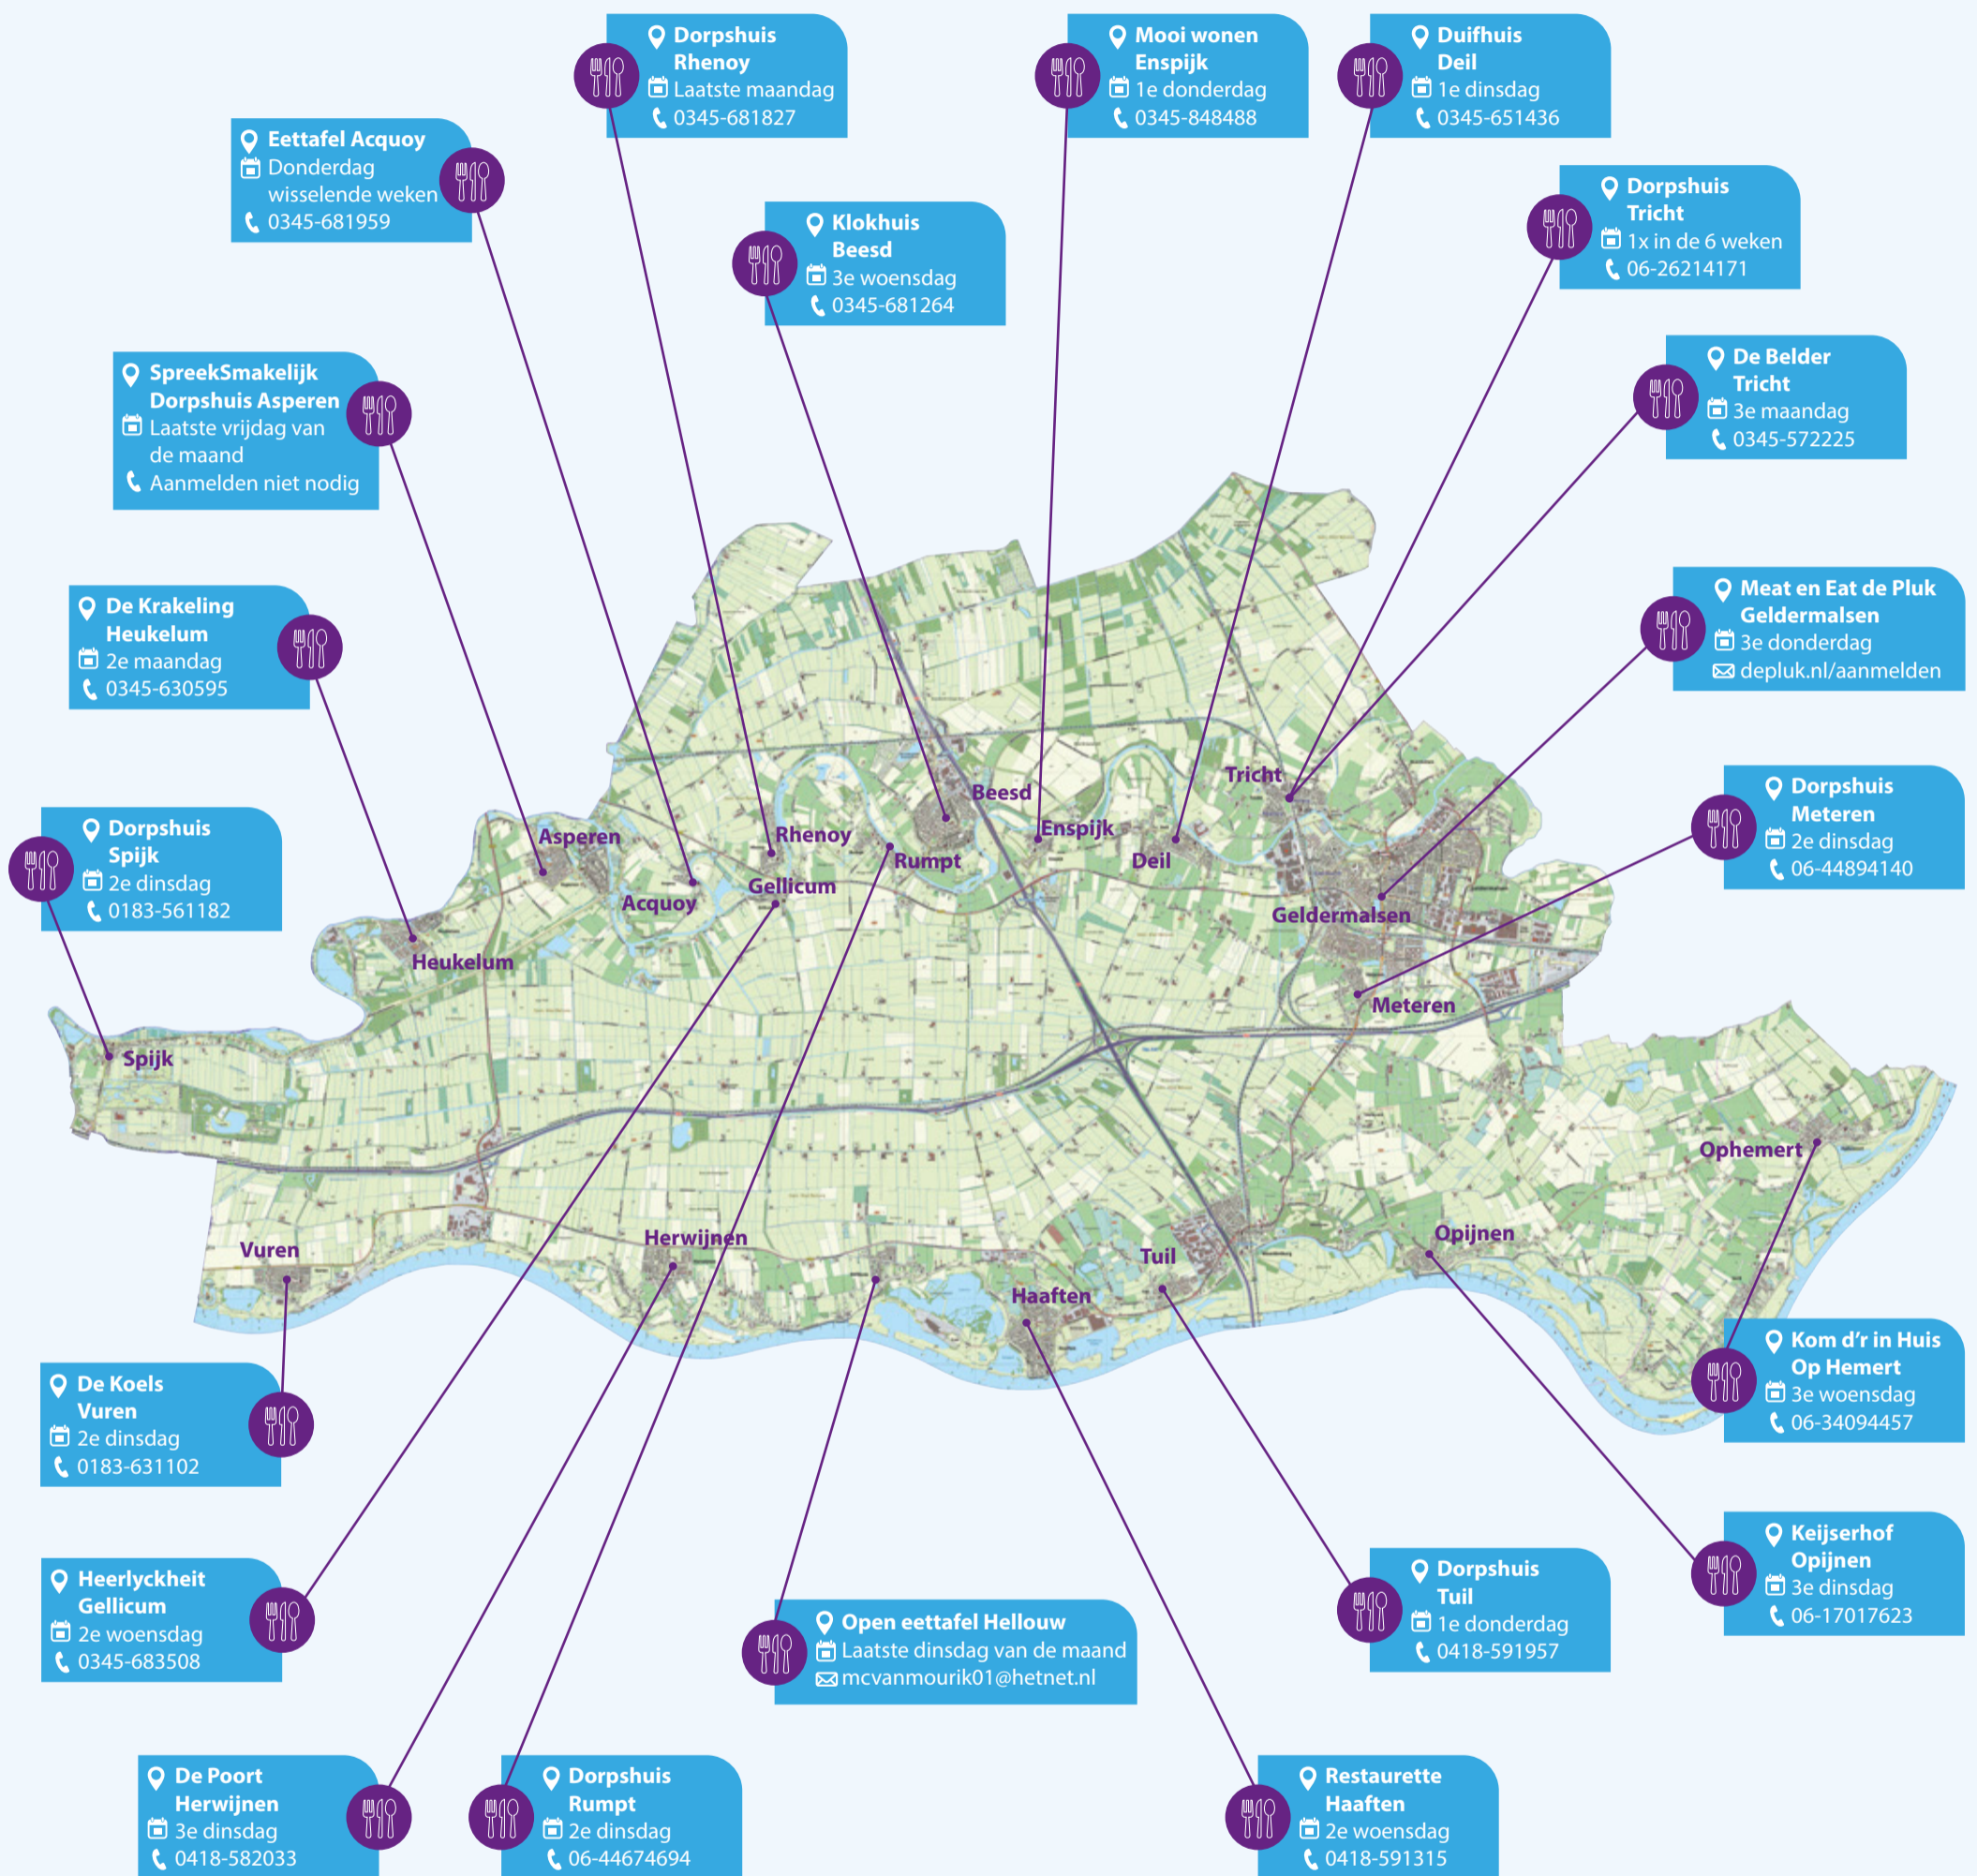 Dorpshuis
Rhenoy
Laatste maandag
0345-681827
Mooi wonen
Enspijk
1e donderdag
0345-848488
Duifhuis
Deil
1e dinsdag
0345-651436
Eettafel Acquoy
Donderdag
wisselende weken
0345-681959
Klokhuis
Beesd
3e woensdag
0345-681264
Dorpshuis
Tricht
1x in de 6 weken
06-26214171
SpreekSmakelijk
Dorpshuis Asperen
Laatste vrijdag van
de maand
Aanmelden niet nodig
De Belder
Tricht
3e maandag
0345-572225
De Krakeling
Heukelum
2e maandag
0345-630595
Meat en Eat de Pluk
Geldermalsen
3e donderdag
depluk.nl/aanmelden
Dorpshuis
Spijk
2e dinsdag
0183-561182
Dorpshuis
Meteren
2e dinsdag
06-44894140
Tricht
Beesd
Asperen
Rhenoy
Enspijk
Rumpt
Deil
Gellicum
Acquoy
Geldermalsen
Heukelum
Meteren
Spijk
Ophemert
Vuren
Herwijnen
Tuil
Opijnen
Haaften
De Koels
Vuren
2e dinsdag
0183-631102
Kom d'r in Huis
Op Hemert
3e woensdag
06-34094457
Heerlyckheit
Gellicum
2e woensdag
0345-683508
Open eettafel Hellouw
Laatste dinsdag van de maand
mcvanmourik01@hetnet.nl
Dorpshuis
Tuil
1e donderdag
0418-591957
Keijserhof
Opijnen
3e dinsdag
06-17017623
De Poort
Herwijnen
3e dinsdag
0418-582033
Dorpshuis
Rumpt
2e dinsdag
06-44674694
Restaurette
Haaften
2e woensdag
0418-591315